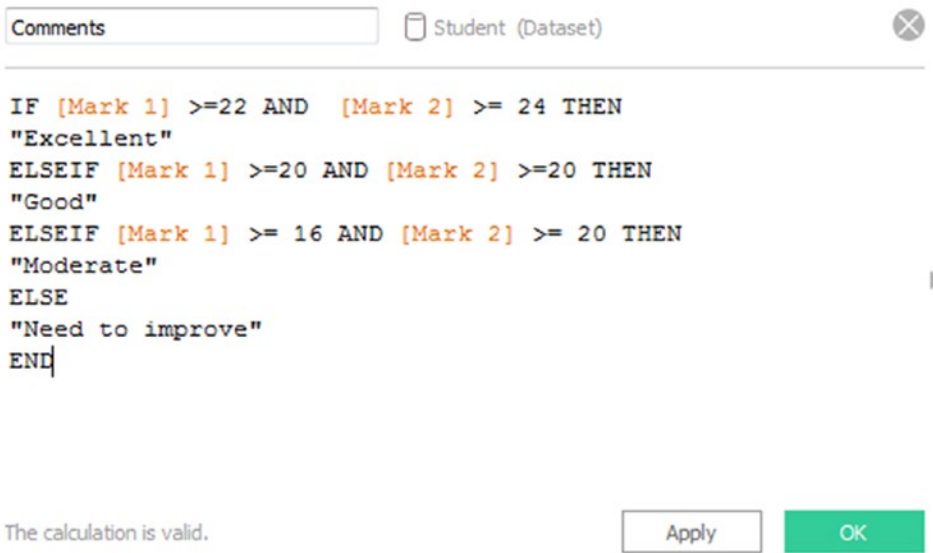 Comments Student (Dataset)
IF [Mark 1] >=22 AND  [Mark 2] >= 24 THEN
"Excellent"
ELSEIF [Mark 1] >=20 AND [Mark 2] >=20 THEN
"Good"
ELSEIF [Mark 1] >= 16 AND [Mark 2] >= 20 THEN
"Moderate"
ELSE
"Need to improve"
END
The calculation is valid. Apply OK